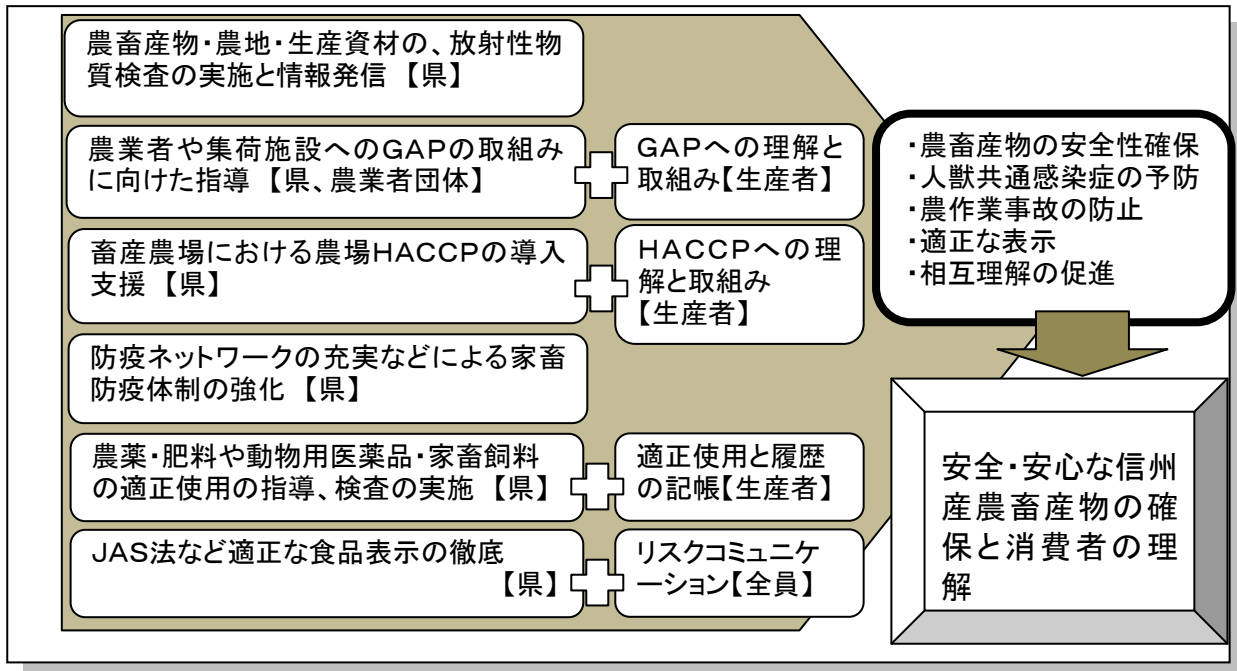 農畜産物・農地・生産資材の、放射性物
質検査の実施と情報発信 【県】
農業者や集荷施設へのGAPの取組み
に向けた指導 【県、農業者団体】
GAPへの理解と
取組み【生産者】
畜産農場における農場HACCPの導入
支援 【県】
HACCPへの理
解と取組み
【生産者】
防疫ネットワークの充実などによる家畜
防疫体制の強化 【県】
農薬・肥料や動物用医薬品・家畜飼料
の適正使用の指導、検査の実施 【県】
適正使用と履歴
の記帳【生産者】
JAS法など適正な食品表示の徹底
【県】
リスクコミュニケ
ーション【全員】
・農畜産物の安全性確保
・人獣共通感染症の予防
・農作業事故の防止
・適正な表示
・相互理解の促進
安全・安心な信州
産農畜産物の確
保と消費者の理
解